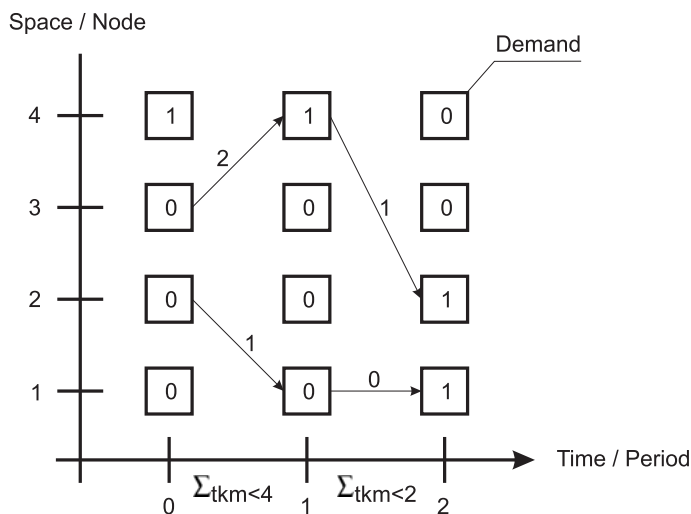 Space / Node
Demand
4 1 1 0
2
3 0 0 0
1
2 0 0 1
1
0
1 0 0 1
Time / Period
Σtkm<4 Σtkm<2
0 1 2